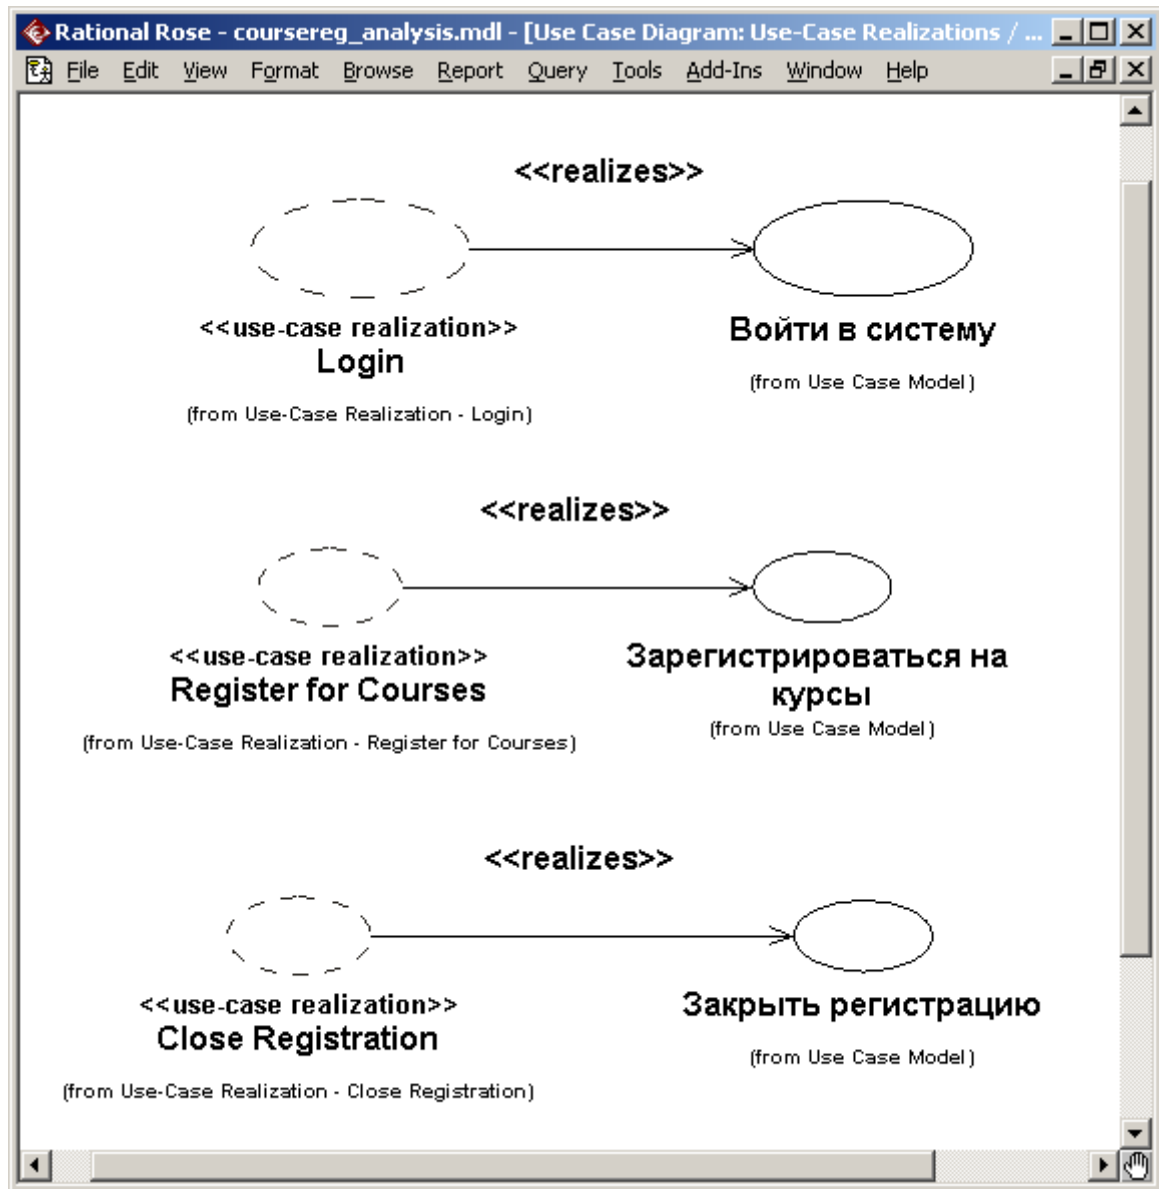 Rational Rose - coursereg_analysis.mdl - [Use Case Diagram: Use-Case Realizations / ...
File Edit View Format Browse Report Query Tools Add-Ins Window Help
<<realizes>>
<<use-case realization>>
Login
(from Use-Case Realization - Login)
Войти в систему
(from Use Case Model)
<<realizes>>
<<use-case realization>>
Register for Courses
(from Use-Case Realization - Register for Courses)
Зарегистрироваться на
курсы
(from Use Case Model)
<<realizes>>
<<use-case realization>>
Close Registration
(from Use-Case Realization - Close Registration)
Закрыть регистрацию
(from Use Case Model)